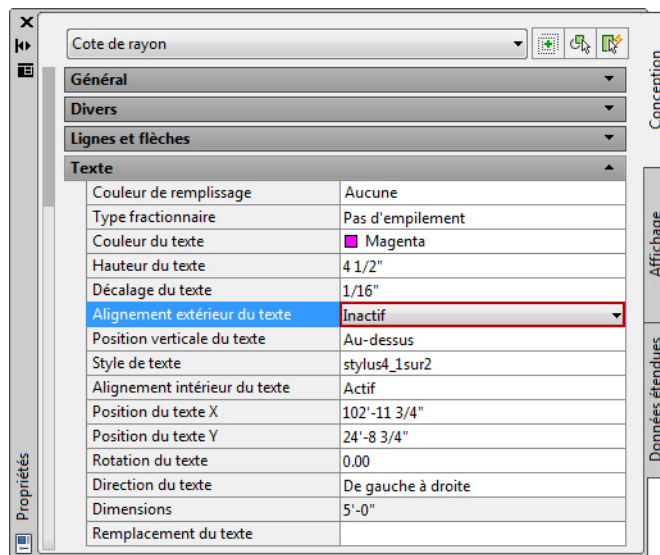 Cote de rayon
Général
Divers
Lignes et flèches
Texte
Couleur de remplissage Aucune
Type fractionnaire Pas d'empilement
Couleur du texte Magenta
Hauteur du texte 4 1/2"
Décalage du texte 1/16"
Alignement extérieur du texte Inactif
Position verticale du texte Au-dessus
Style de texte stylus4_1sur2
Alignement intérieur du texte Actif
Position du texte X 102'-11 3/4"
Position du texte Y 24'-8 3/4"
Rotation du texte 0.00
Direction du texte De gauche à droite
Dimensions 5'-0"
Remplacement du texte
Propriétés
Conception
Affichage
Données étendues